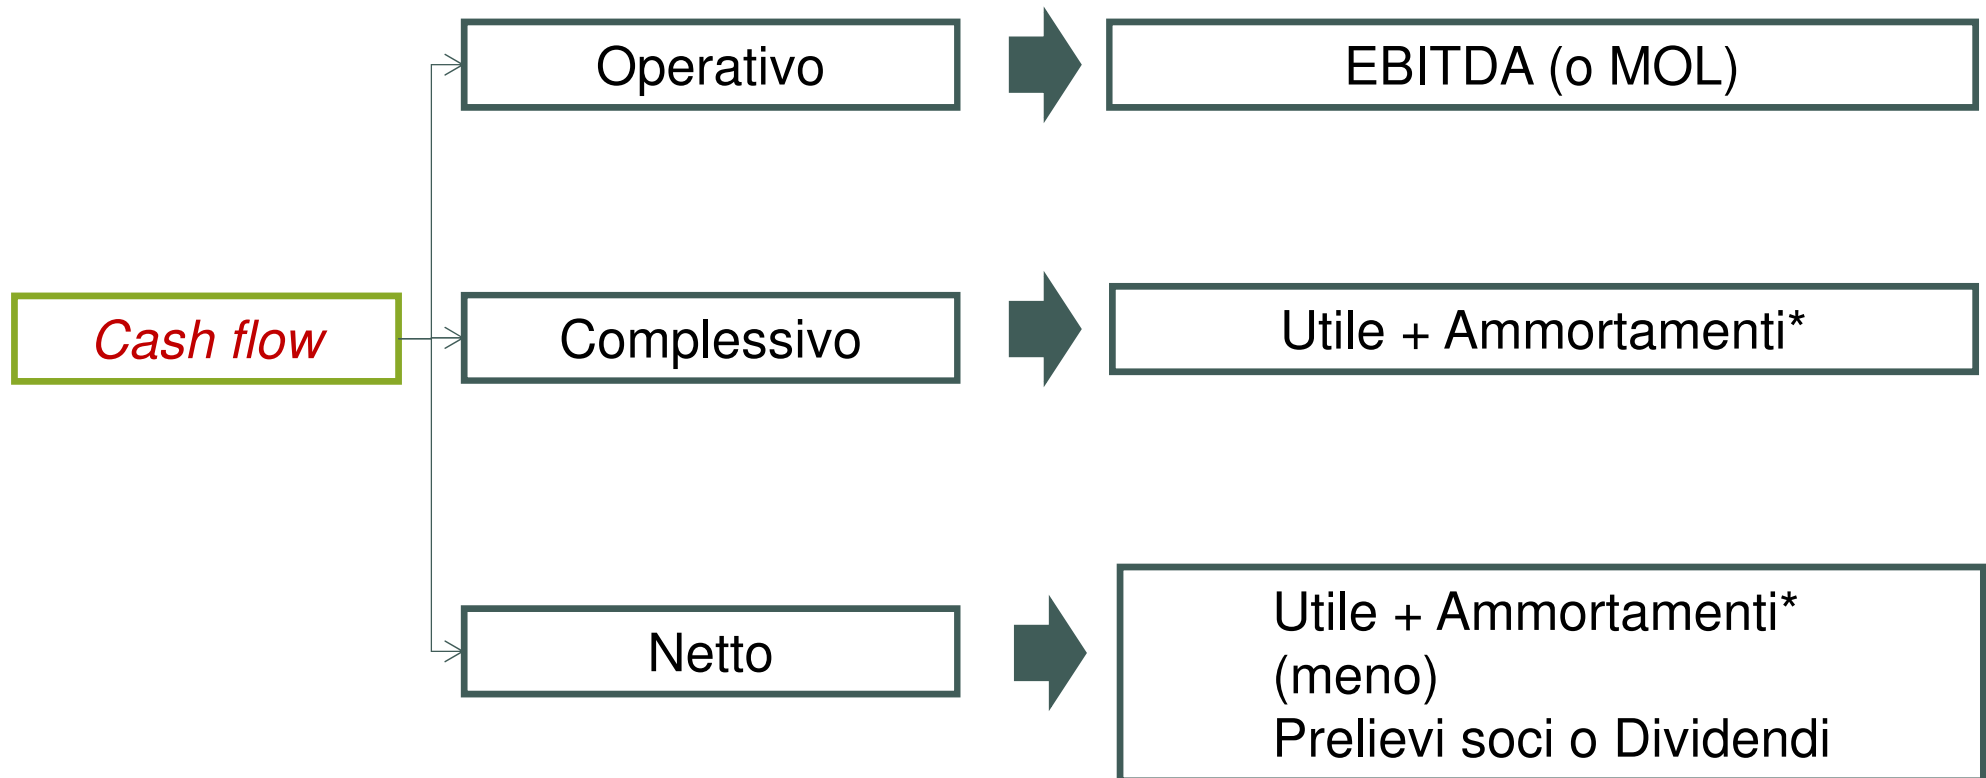 Operativo
EBITDA (o MOL)
Cash flow
Complessivo
Utile + Ammortamenti*
Netto
Utile + Ammortamenti*
(meno)
Prelievi soci o Dividendi